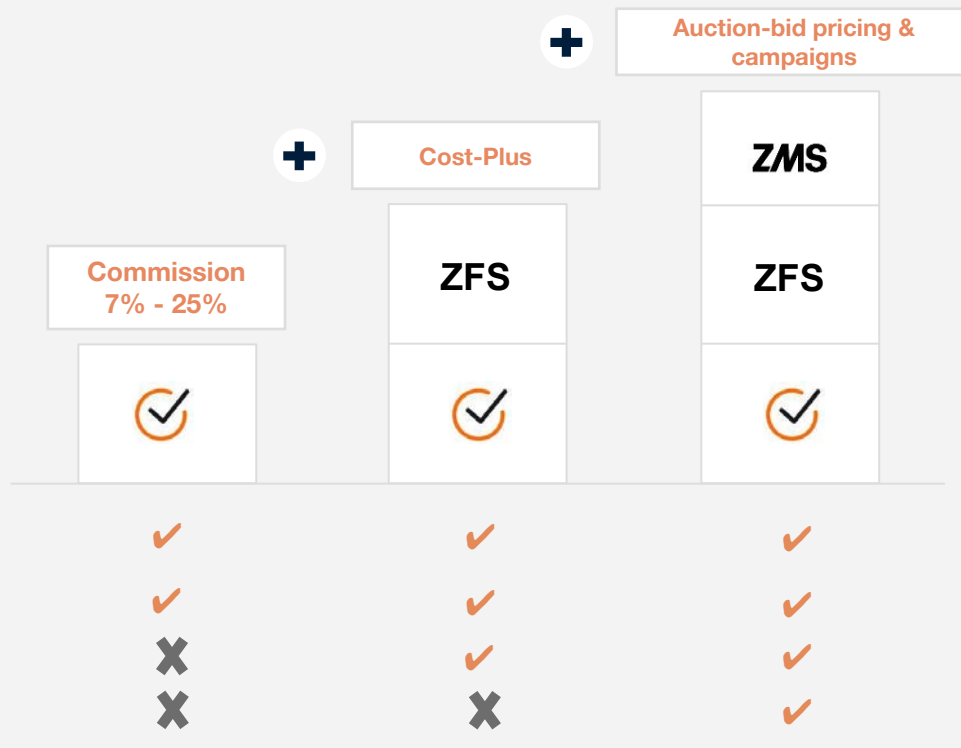 Auction-bid pricing &
campaigns
Cost-Plus
ZMS
Commission
7% - 25%
ZFS
ZFS